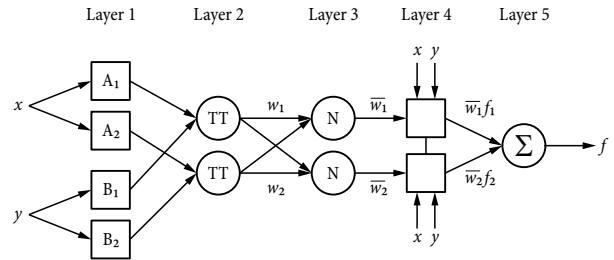 Layer 1 Layer 2 Layer 3 Layer 4 Layer 5
x y
A₁ w₁ w̅₁ w̅₁f₁
x TT N
A₂ Σ f
B₁ TT N
y w₂ w̅₂ w̅₂f₂
B₂ x y